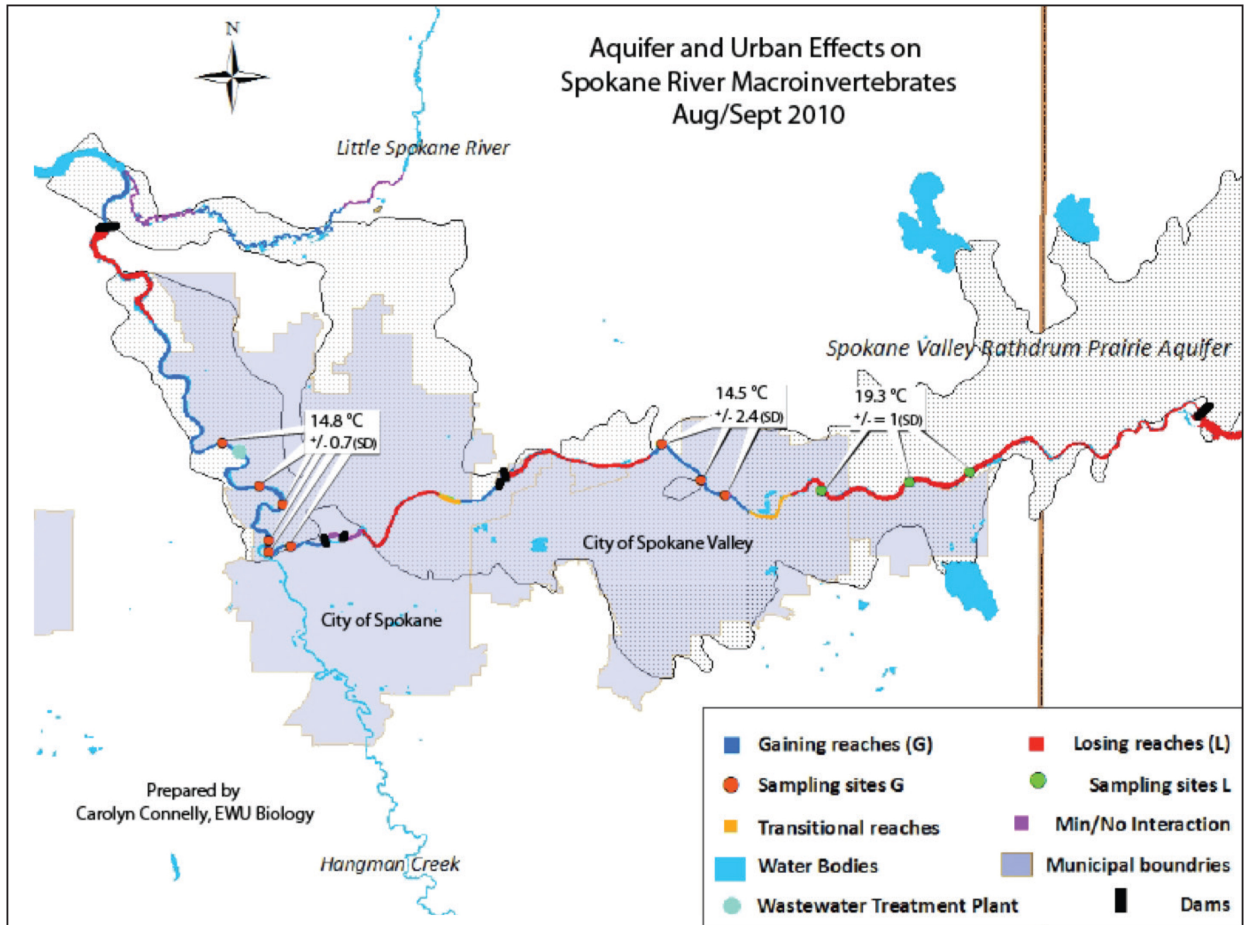 N
Aquifer and Urban Effects on
Spokane River Macroinvertebrates
Aug/Sept 2010
Little Spokane River
Spokane Valley Rathdrum Prairie Aquifer
14.8 °C
+/- 0.7(SD)
14.5 °C
+/- 2.4 (SD)
19.3 °C
+/- = 1 (SD)
City of Spokane Valley
City of Spokane
Prepared by
Carolyn Connelly, EWU Biology
Hangman Creek
Gaining reaches (G)
Losing reaches (L)
Sampling sites G
Sampling sites L
Transitional reaches
Min/No Interaction
Water Bodies
Municipal boundries
Wastewater Treatment Plant
Dams